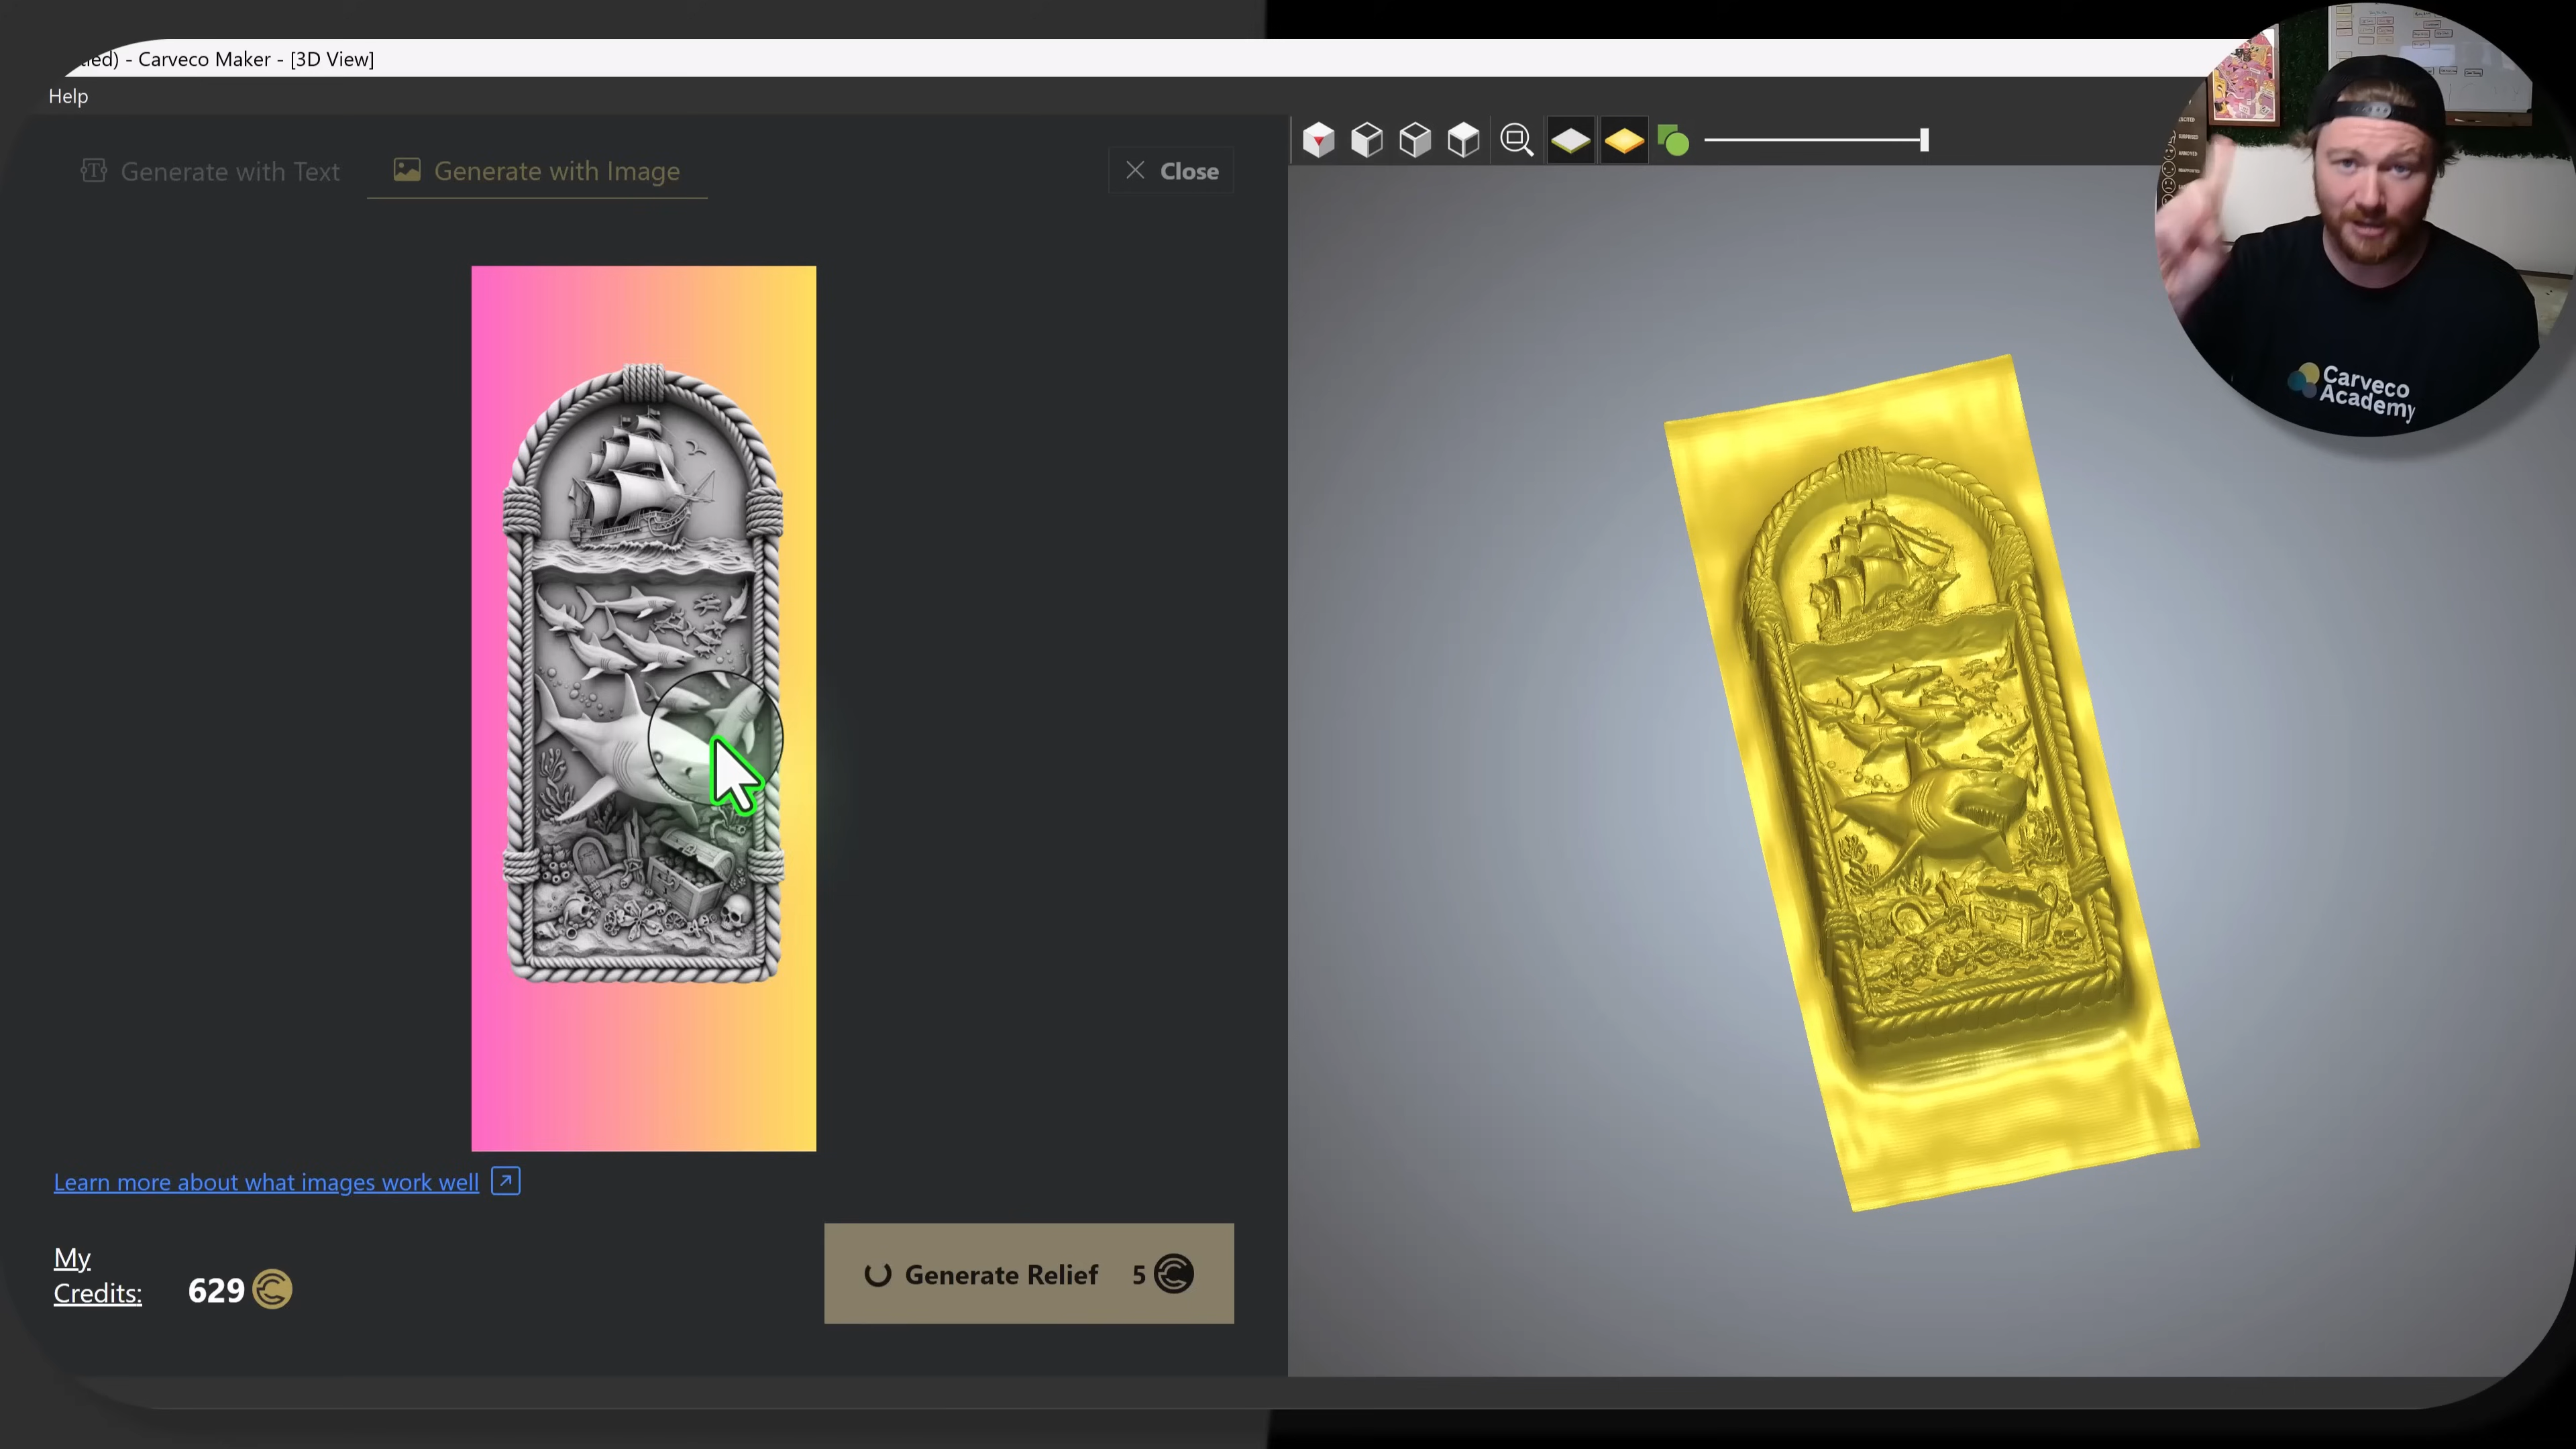 led) - Carveco Maker - [3D View]
Help
Generate with Text
Generate with Image
Close
Learn more about what images work well
My
Credits:
629
Generate Relief 5
Carveco
Academy